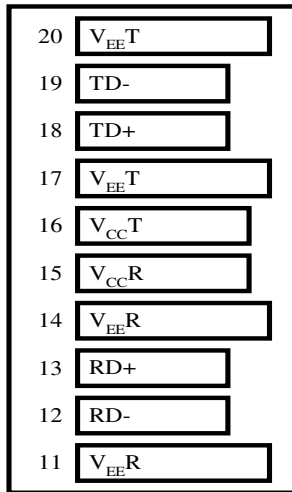 20 VEET
19 TD-
18 TD+
17 VEET
16 VCCT
15 VCCR
14 VEER
13 RD+
12 RD-
11 VEER